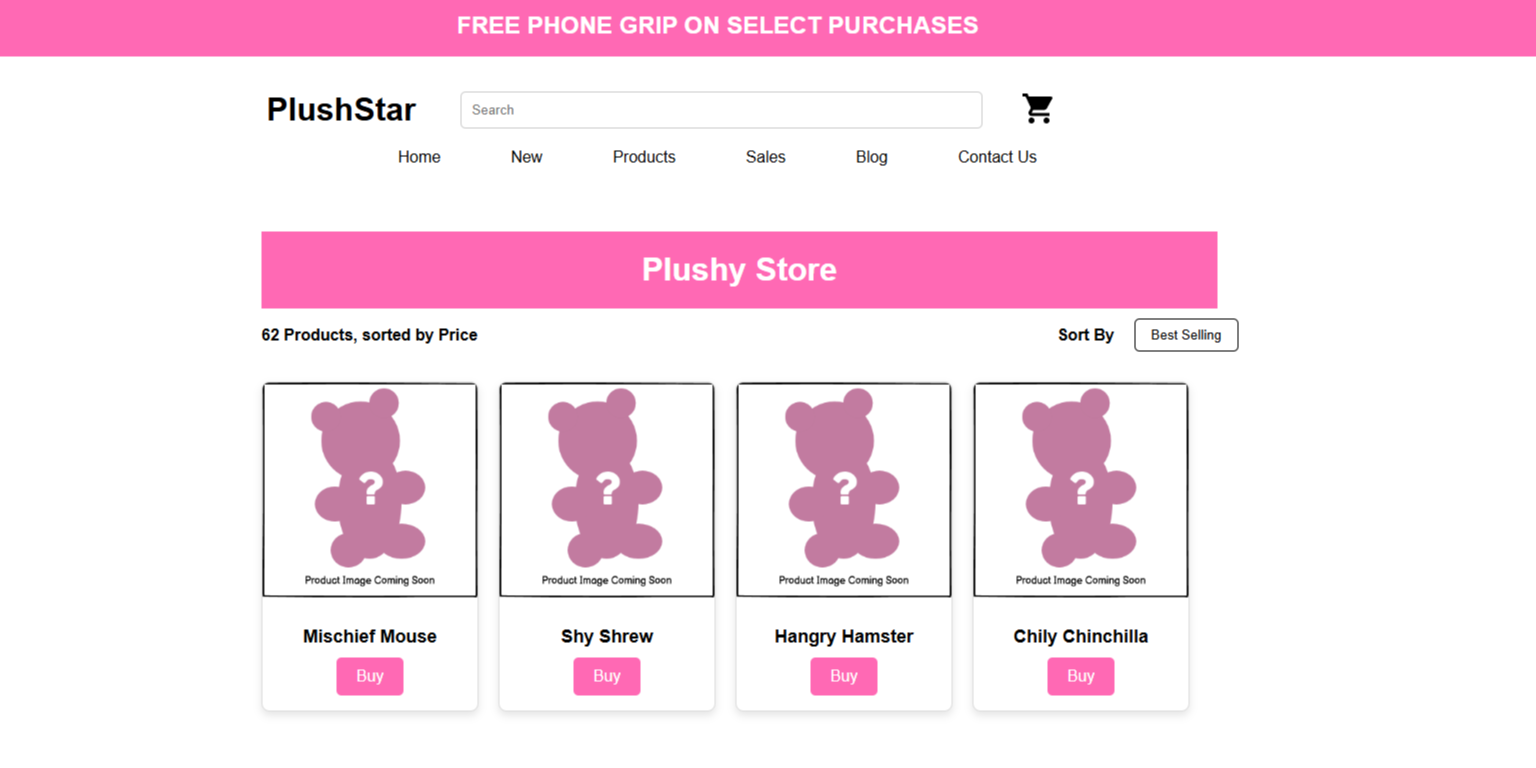 FREE PHONE GRIP ON SELECT PURCHASES
PlushStar
Search
Home New Products Sales Blog Contact Us
Plushy Store
62 Products, sorted by Price
Sort By Best Selling
? ? ? ?
Product Image Coming Soon Product Image Coming Soon Product Image Coming Soon Product Image Coming Soon
Mischief Mouse Shy Shrew Hangry Hamster Chily Chinchilla
Buy Buy Buy Buy